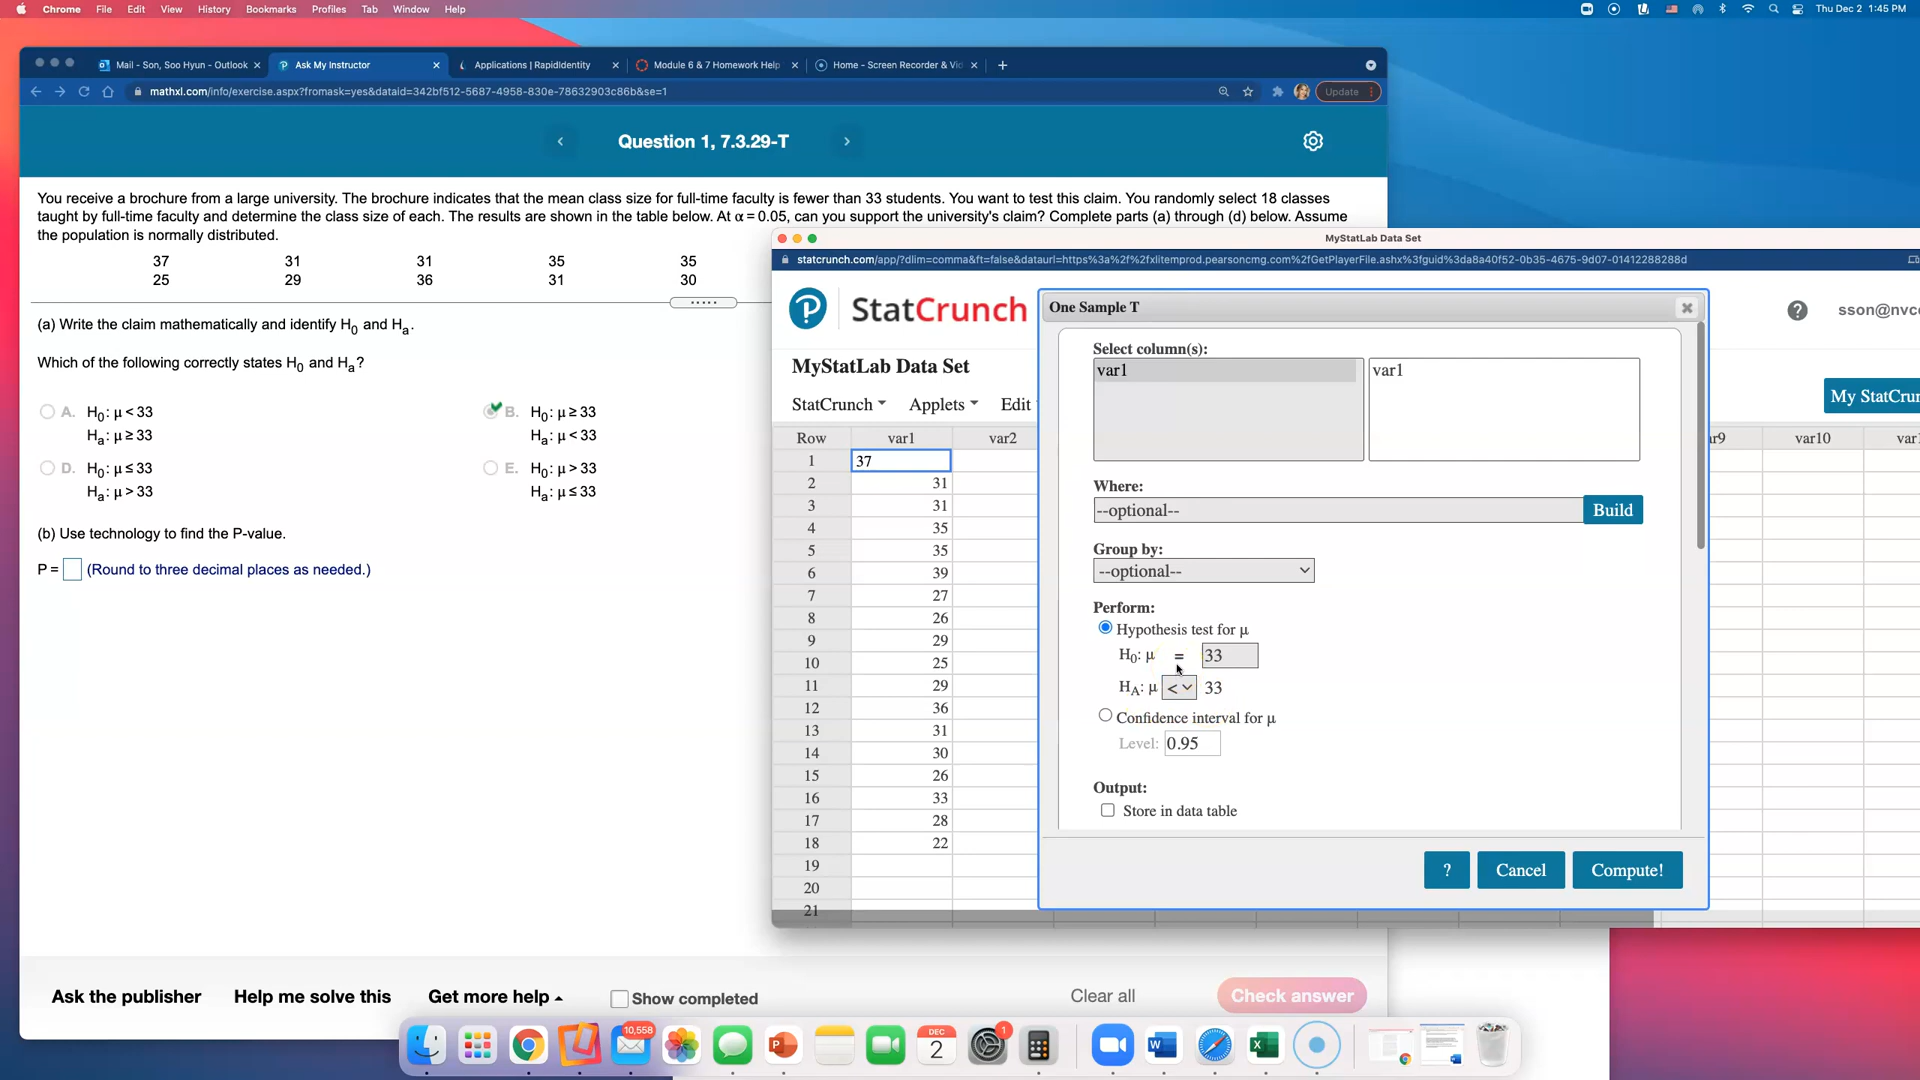 Chrome File Edit View History Bookmarks Profiles Tab Window Help
Thu Dec 2 1:45 PM
Mail - Son, Soo Hyun - Outlook
Ask My Instructor
Applications | RapidIdentity
Module 6 & 7 Homework Help
Home - Screen Recorder & Vi
mathxl.com/info/exercise.aspx?fromask=yes&dataid=342bf512-5687-4958-830e-78632903c86b&se=1
Update
Question 1, 7.3.29-T
You receive a brochure from a large university. The brochure indicates that the mean class size for full-time faculty is fewer than 33 students. You want to test this claim. You randomly select 18 classes
taught by full-time faculty and determine the class size of each. The results are shown in the table below. At α = 0.05, can you support the university's claim? Complete parts (a) through (d) below. Assume
the population is normally distributed.
37 31 31 35 35
25 29 36 31 30
(a) Write the claim mathematically and identify H0 and Ha.
Which of the following correctly states H0 and Ha?
A. H0: μ < 33
Ha: μ ≥ 33
B. H0: μ ≥ 33
Ha: μ < 33
D. H0: μ ≤ 33
Ha: μ > 33
E. H0: μ > 33
Ha: μ ≤ 33
(b) Use technology to find the P-value.
P = (Round to three decimal places as needed.)
Ask the publisher
Help me solve this
Get more help
Show completed
Clear all
Check answer
MyStatLab Data Set
statcrunch.com/app/?dlim=comma&ft=false&dataurl=https%3a%2f%2fxlitemprod.pearsoncmg.com%2fGetPlayerFile.ashx%3fguid%3da8a40f52-0b35-4675-9d07-01412288288d
StatCrunch
sson@nvc
MyStatLab Data Set
My StatCru
StatCrunch Applets Edit
Row var1 var2 r9 var10 var
1 37
2 31
3 31
4 35
5 35
6 39
7 27
8 26
9 29
10 25
11 29
12 36
13 31
14 30
15 26
16 33
17 28
18 22
19
20
21
One Sample T
Select column(s):
var1
var1
Where:
--optional--
Build
Group by:
--optional--
Perform:
Hypothesis test for μ
H0: μ = 33
HA: μ < 33
Confidence interval for μ
Level: 0.95
Output:
Store in data table
?
Cancel
Compute!
10,558
DEC
2
1